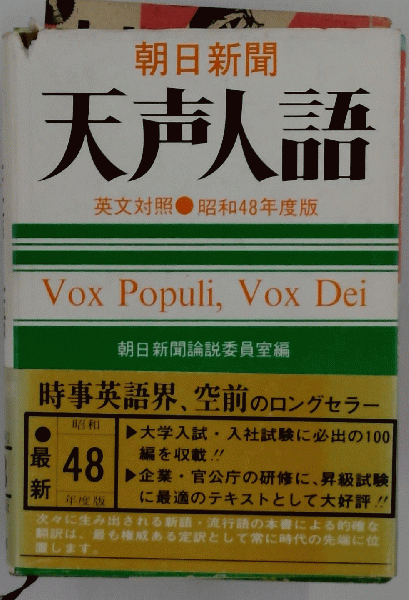 朝日新聞
天声人語
英文対照●昭和48年度版
Vox Populi, Vox Dei
朝日新聞論説委員室編
時事英語界、空前のロングセラー
●最新
昭和
48
年度版
▶大学入試・入社試験に必出の100
編を収載!!
▶企業・官公庁の研修に、昇級試験
に最適のテキストとして大好評!!
次々に生み出される新語・流行語の本書による的確な
翻訳は、最も権威ある定訳として常に時代の先端に位
置します。